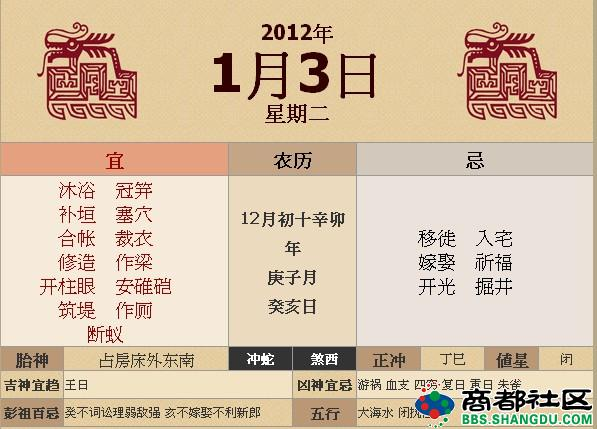 2012年
1月3日
星期二
宜
农历
忌
沐浴 冠笄
补垣 塞穴
合帐 裁衣
修造 作梁
开柱眼 安碓硙
筑堤 作厕
断蚁
12月初十辛卯
年
庚子月
癸亥日
移徙 入宅
嫁娶 祈福
开光 掘井
胎神 占房床外东南 冲蛇 煞西 正冲 丁巳 值星 闭
吉神宜趋 王日 凶神宜忌 游祸 血支 四穷 复日 重日 朱雀
彭祖百忌 癸不词讼理弱敌强 亥不嫁娶不利新郎 五行 大海水 闭执
商都社区
BBS.SHANGDU.COM